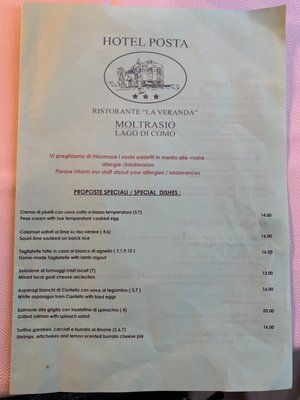 HOTEL POSTA
RISTORANTE "LA VERANDA"
MOLTRASIO
LAGO DI COMO
Vi preghiamo di informare i nostri addetti in merito alle vostre
allergie /intolleranze
Please inform our staff about your allergies / intolerances
PROPOSTE SPECIALI / SPECIAL DISHES :
Crema di piselli con uovo cotto a bassa temperatura (3,7) 14.00
Peas cream with low temperature cooked egg
Calamari saltati al lime su riso venere ( 4,6) 16.00
Squid lime sauteed on balck rice
Tagliatelle fatte in casa al bianco di agnello ( 7,1,9,12 ) 16.00
Home-made Tagliatelle with lamb ragout
Selezione di formaggi misti locali (7) 15.00
Mixed local goat cheese seclection
Asparagi bianchi di Cantello con uova al tegamino ( 3,7 ) 16.00
White asparagus from Cantello with fried eggs
Salmone alla griglia con insalatina di spinacino ( 4) 20.00
Grilled salmon with spinach salad
Tortino gamberi, carciofi e burrata al limone (2,6,7) 16.00
Shrimps, artichokes and lemon scented burrata cheese pie